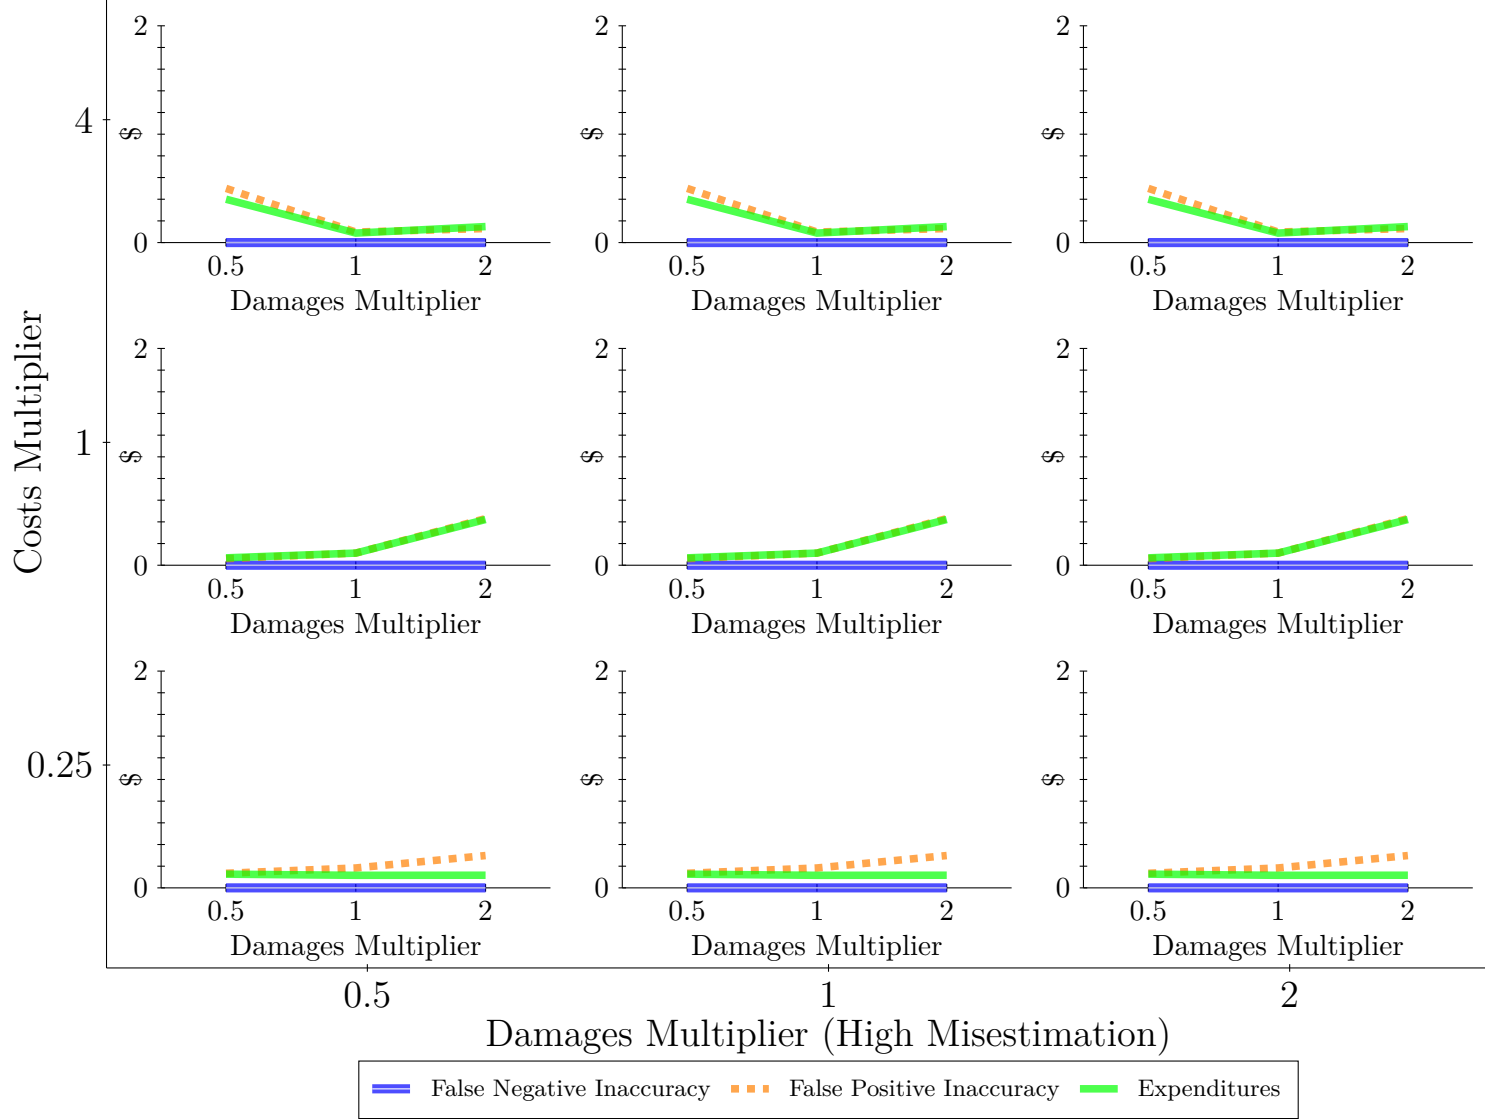 2 2 2
4 $ $ $
0 0 0
0.5 1 2 0.5 1 2 0.5 1 2
Damages Multiplier Damages Multiplier Damages Multiplier
Costs Multiplier
2 2 2
1 $ $ $
0 0 0
0.5 1 2 0.5 1 2 0.5 1 2
Damages Multiplier Damages Multiplier Damages Multiplier
2 2 2
0.25 $ $ $
0 0 0
0.5 1 2 0.5 1 2 0.5 1 2
Damages Multiplier Damages Multiplier Damages Multiplier
0.5 1 2
Damages Multiplier (High Misestimation)
False Negative Inaccuracy False Positive Inaccuracy Expenditures